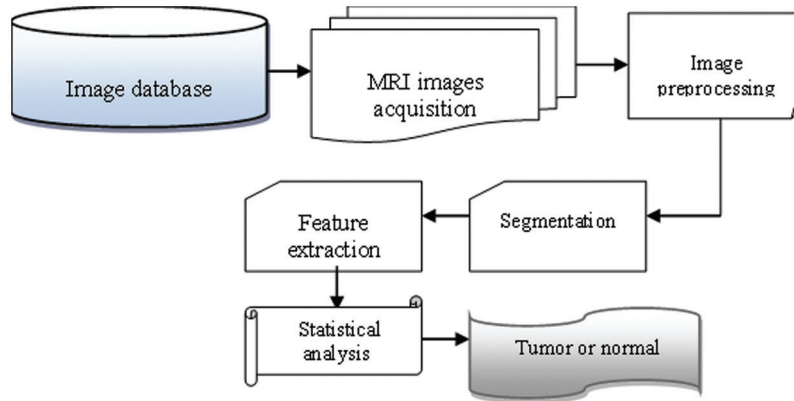 Image database
MRI images
acquisition
Image
preprocessing
Segmentation
Feature
extraction
Statistical
analysis
Tumor or normal